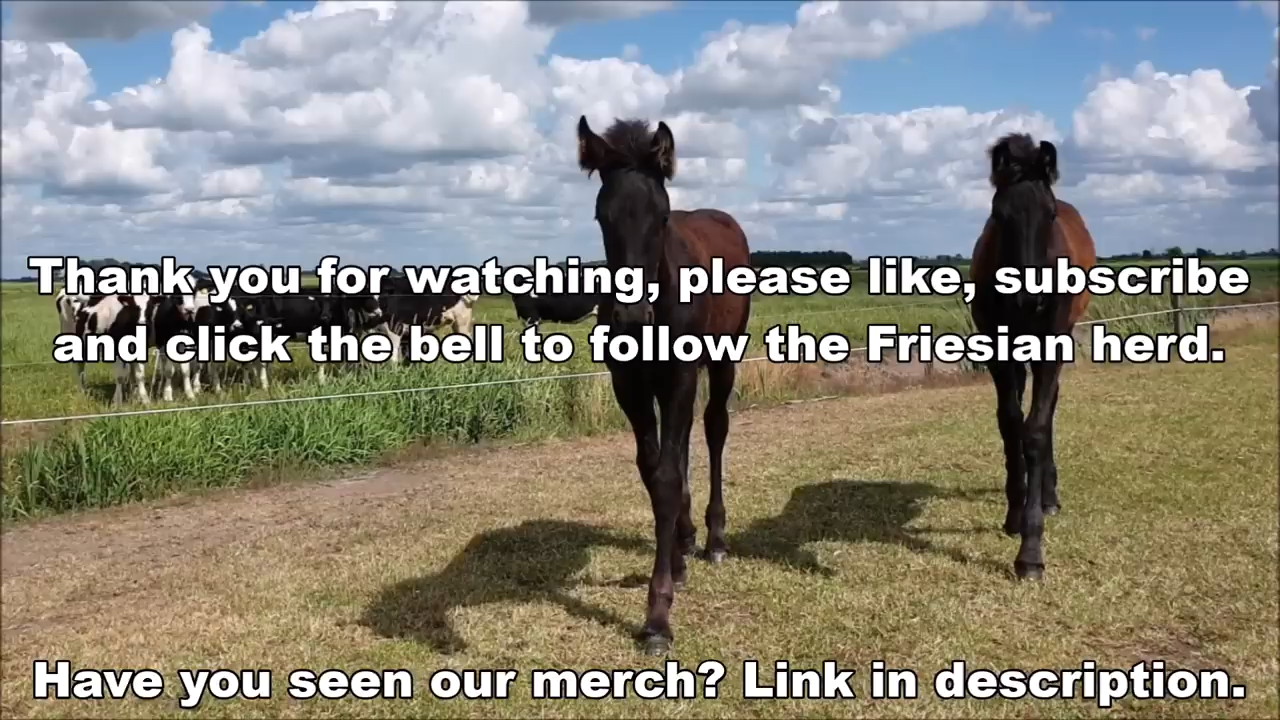 Thank you for watching, please like, subscribe
and click the bell to follow the Friesian herd.
Have you seen our merch? Link in description.